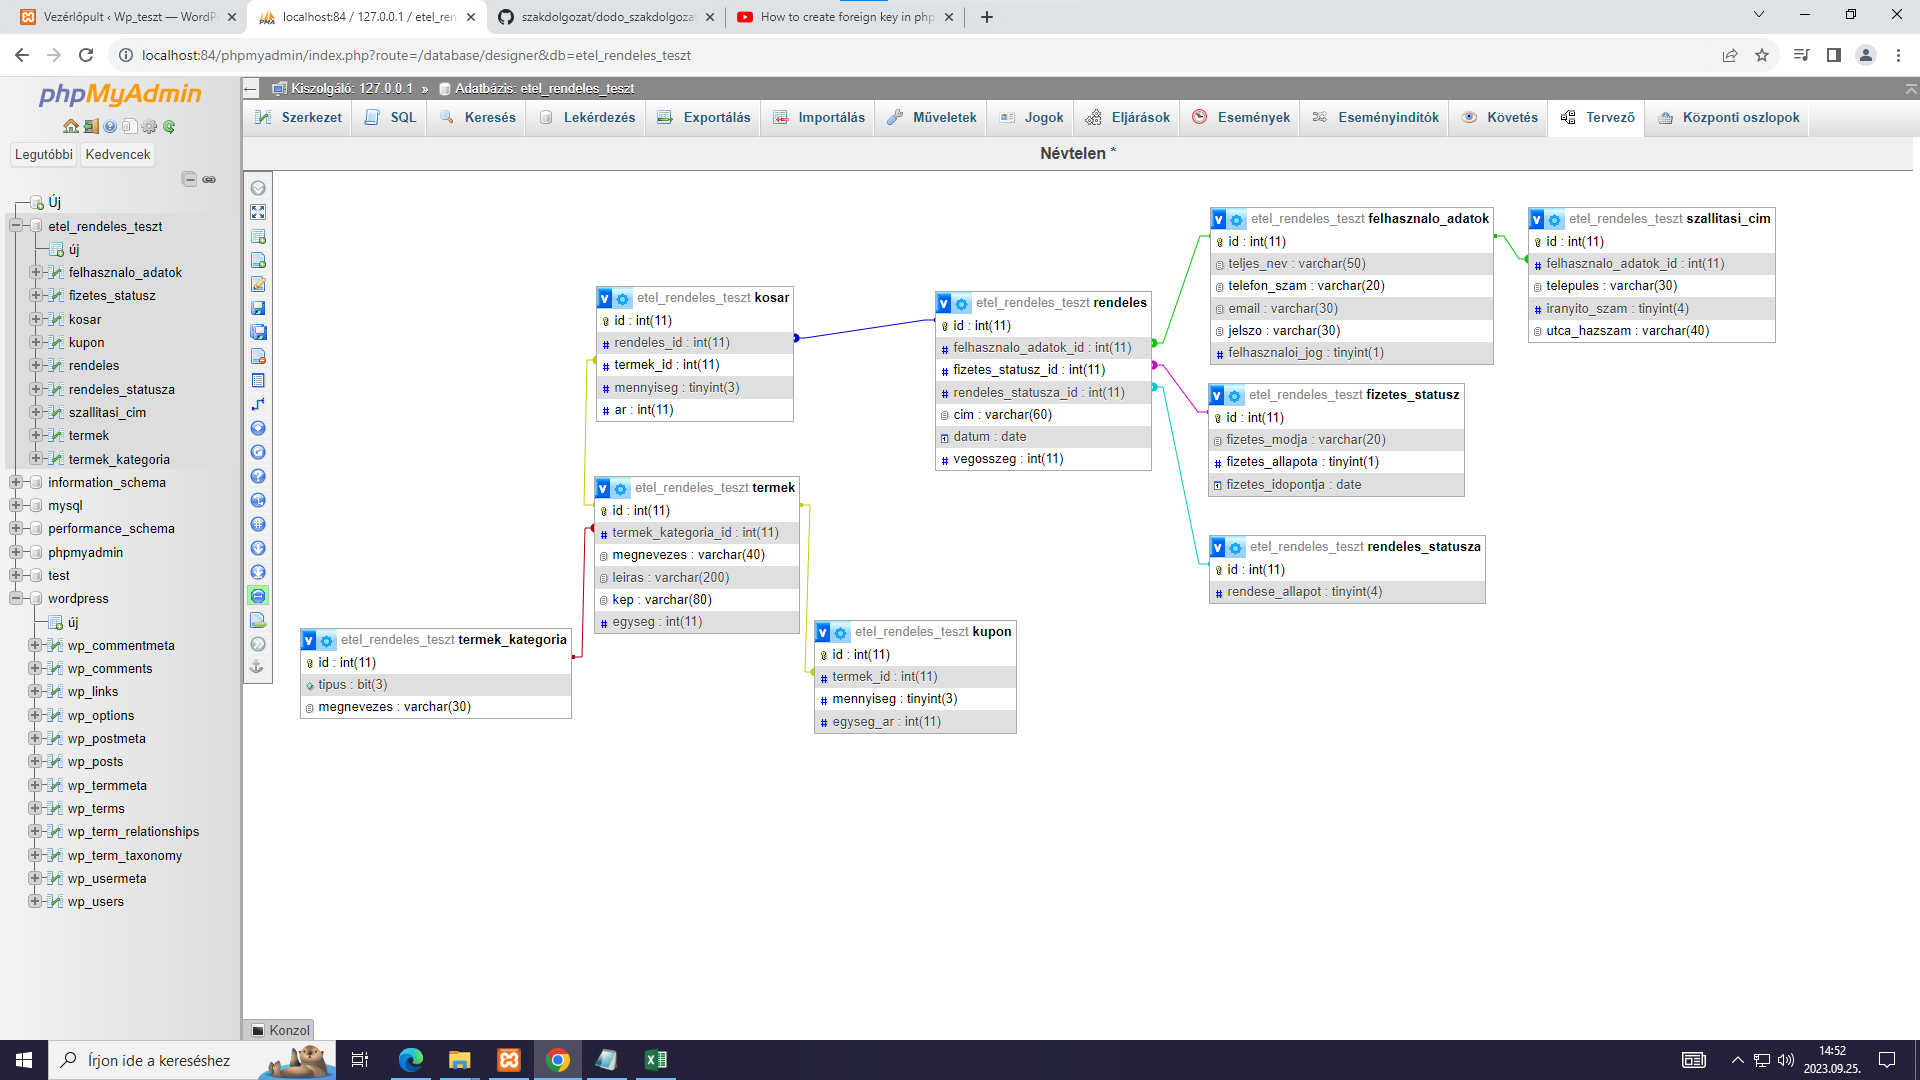 Vezérlőpult ‹ Wp_teszt — WordP
localhost:84 / 127.0.0.1 / etel_ren
szakdolgozat/dodo_szakdolgoza
How to create foreign key in php
localhost:84/phpmyadmin/index.php?route=/database/designer&db=etel_rendeles_teszt
phpMyAdmin
Legutóbbi
Kedvencek
Új
etel_rendeles_teszt
új
felhasznalo_adatok
fizetes_statusz
kosar
kupon
rendeles
rendeles_statusza
szallitasi_cim
termek
termek_kategoria
information_schema
mysql
performance_schema
phpmyadmin
test
wordpress
új
wp_commentmeta
wp_comments
wp_links
wp_options
wp_postmeta
wp_posts
wp_termmeta
wp_terms
wp_term_relationships
wp_term_taxonomy
wp_usermeta
wp_users
Kiszolgáló: 127.0.0.1 » Adatbázis: etel_rendeles_teszt
Szerkezet
SQL
Keresés
Lekérdezés
Exportálás
Importálás
Műveletek
Jogok
Eljárások
Események
Eseményindítók
Követés
Tervező
Központi oszlopok
Névtelen *
v etel_rendeles_teszt kosar
id : int(11)
# rendeles_id : int(11)
# termek_id : int(11)
# mennyiseg : tinyint(3)
# ar : int(11)
v etel_rendeles_teszt rendeles
id : int(11)
# felhasznalo_adatok_id : int(11)
# fizetes_statusz_id : int(11)
# rendeles_statusza_id : int(11)
cim : varchar(60)
datum : date
# vegosszeg : int(11)
v etel_rendeles_teszt felhasznalo_adatok
id : int(11)
teljes_nev : varchar(50)
telefon_szam : varchar(20)
email : varchar(30)
jelszo : varchar(30)
# felhasznaloi_jog : tinyint(1)
v etel_rendeles_teszt szallitasi_cim
id : int(11)
# felhasznalo_adatok_id : int(11)
telepules : varchar(30)
# iranyito_szam : tinyint(4)
utca_hazszam : varchar(40)
v etel_rendeles_teszt fizetes_statusz
id : int(11)
fizetes_modja : varchar(20)
# fizetes_allapota : tinyint(1)
fizetes_idopontja : date
v etel_rendeles_teszt rendeles_statusza
id : int(11)
# rendese_allapot : tinyint(4)
v etel_rendeles_teszt termek
id : int(11)
# termek_kategoria_id : int(11)
megnevezes : varchar(40)
leiras : varchar(200)
kep : varchar(80)
# egyseg : int(11)
v etel_rendeles_teszt termek_kategoria
id : int(11)
tipus : bit(3)
megnevezes : varchar(30)
v etel_rendeles_teszt kupon
id : int(11)
# termek_id : int(11)
# mennyiseg : tinyint(3)
# egyseg_ar : int(11)
Konzol
Írjon ide a kereséshez
14:52
2023.09.25.